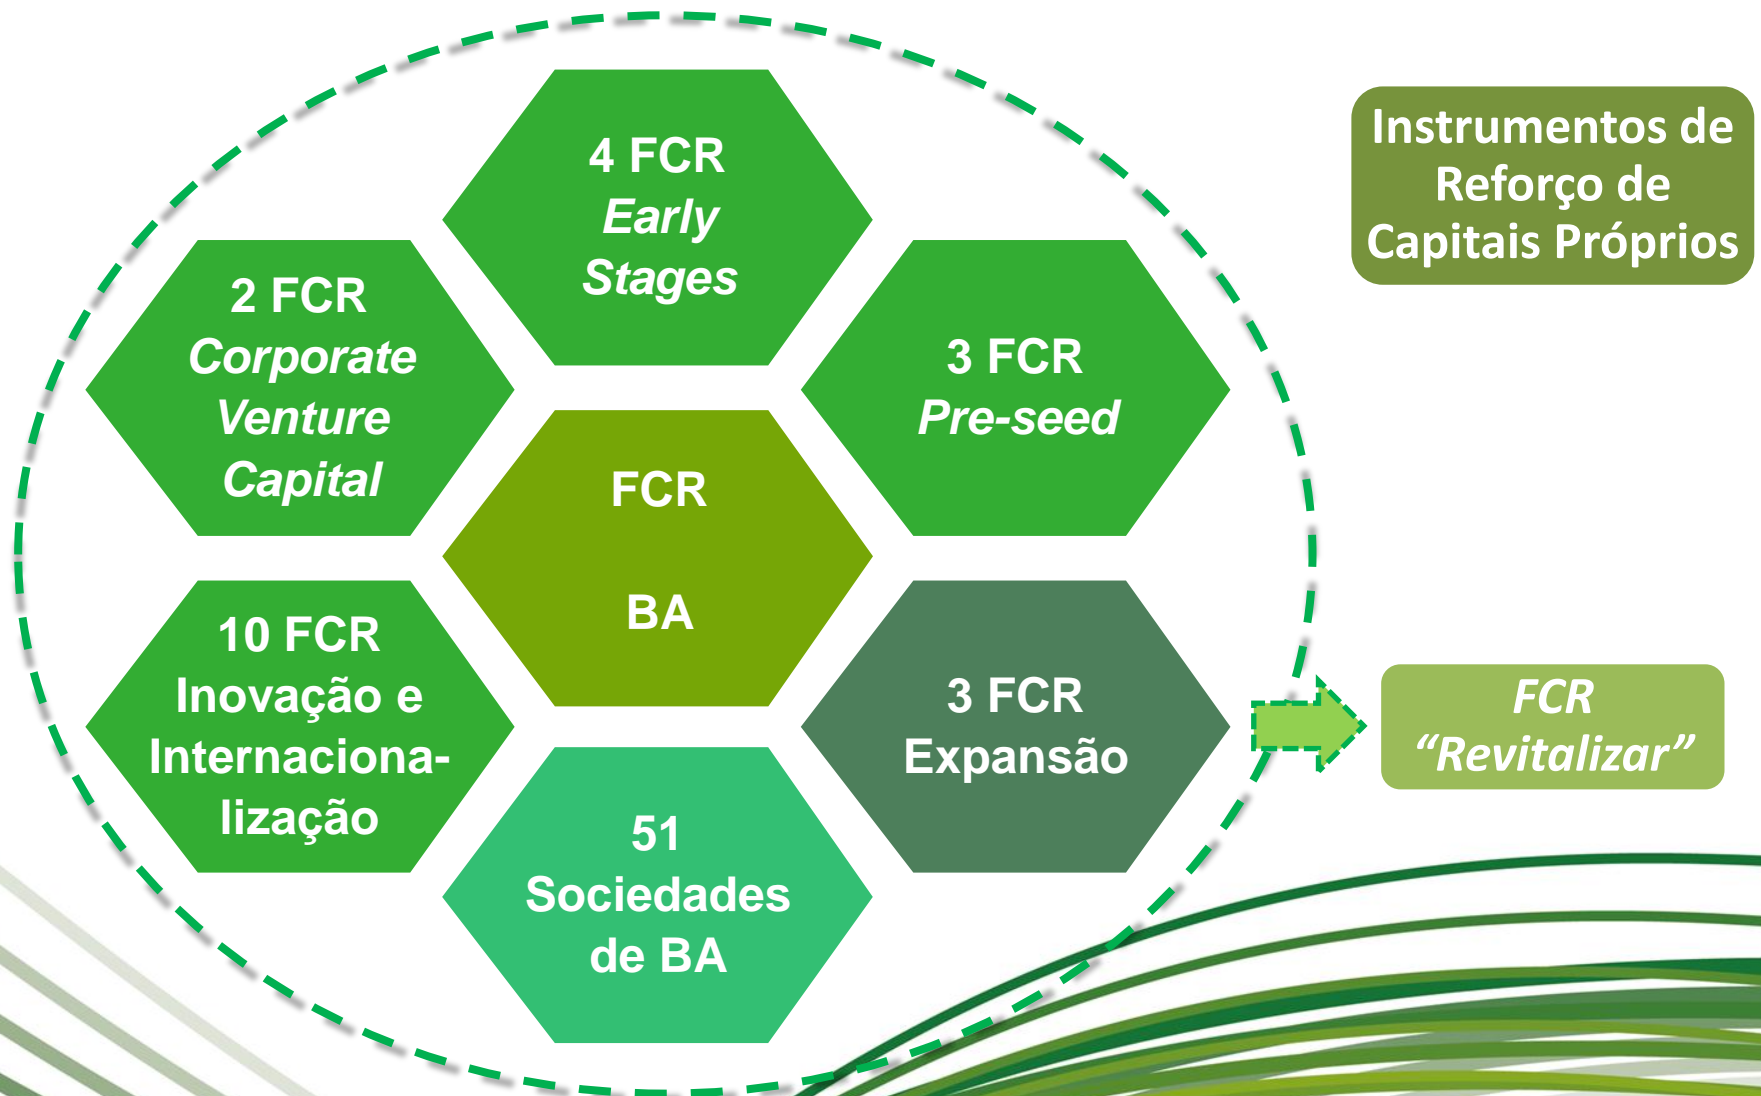 Instrumentos de
Reforço de
Capitais Próprios
4 FCR
Early
Stages
2 FCR
Corporate
Venture
Capital
3 FCR
Pre-seed
FCR
BA
10 FCR
Inovação e
Internaciona-
lização
3 FCR
Expansão
FCR
“Revitalizar”
51
Sociedades
de BA